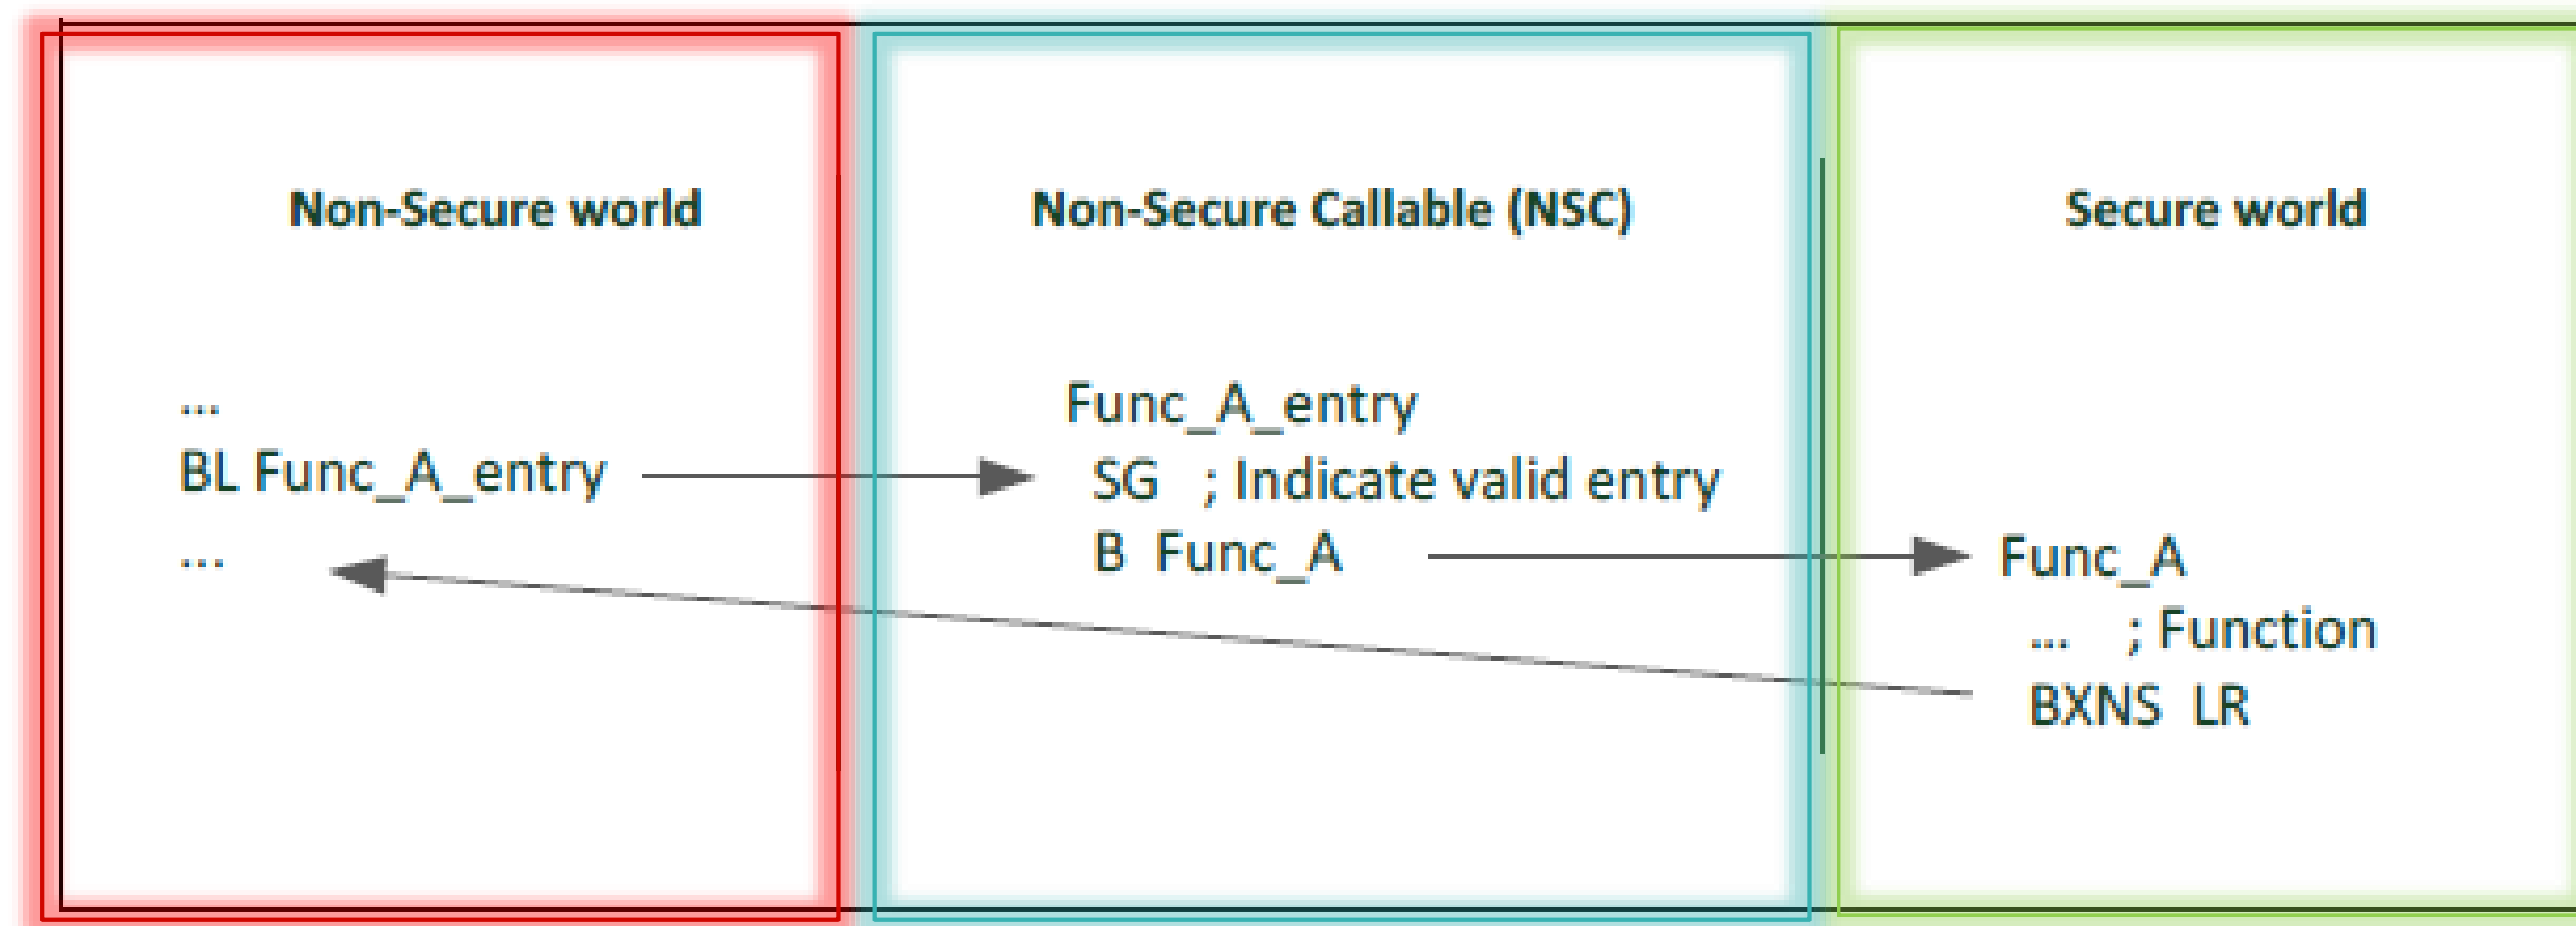 Non-Secure world
...
BL Func_A_entry
...
Non-Secure Callable (NSC)
Func_A_entry
SG ; Indicate valid entry
B Func_A
Secure world
Func_A
... ; Function
BXNS LR